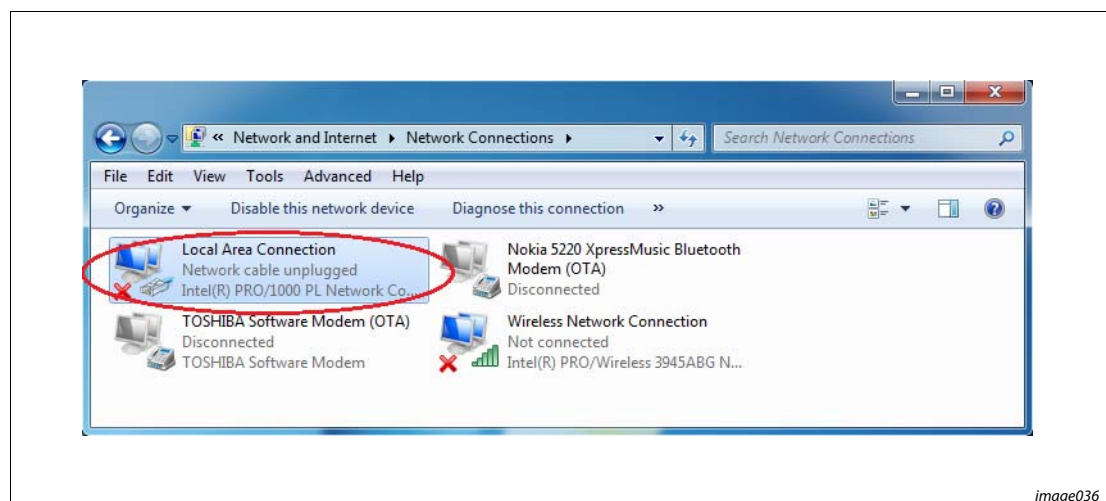 « Network and Internet ▸ Network Connections ▸
Search Network Connections
File Edit View Tools Advanced Help
Organize Disable this network device Diagnose this connection »
Local Area Connection
Network cable unplugged
Intel(R) PRO/1000 PL Network Co...
Nokia 5220 XpressMusic Bluetooth
Modem (OTA)
Disconnected
TOSHIBA Software Modem (OTA)
Disconnected
TOSHIBA Software Modem
Wireless Network Connection
Not connected
Intel(R) PRO/Wireless 3945ABG N...
image036